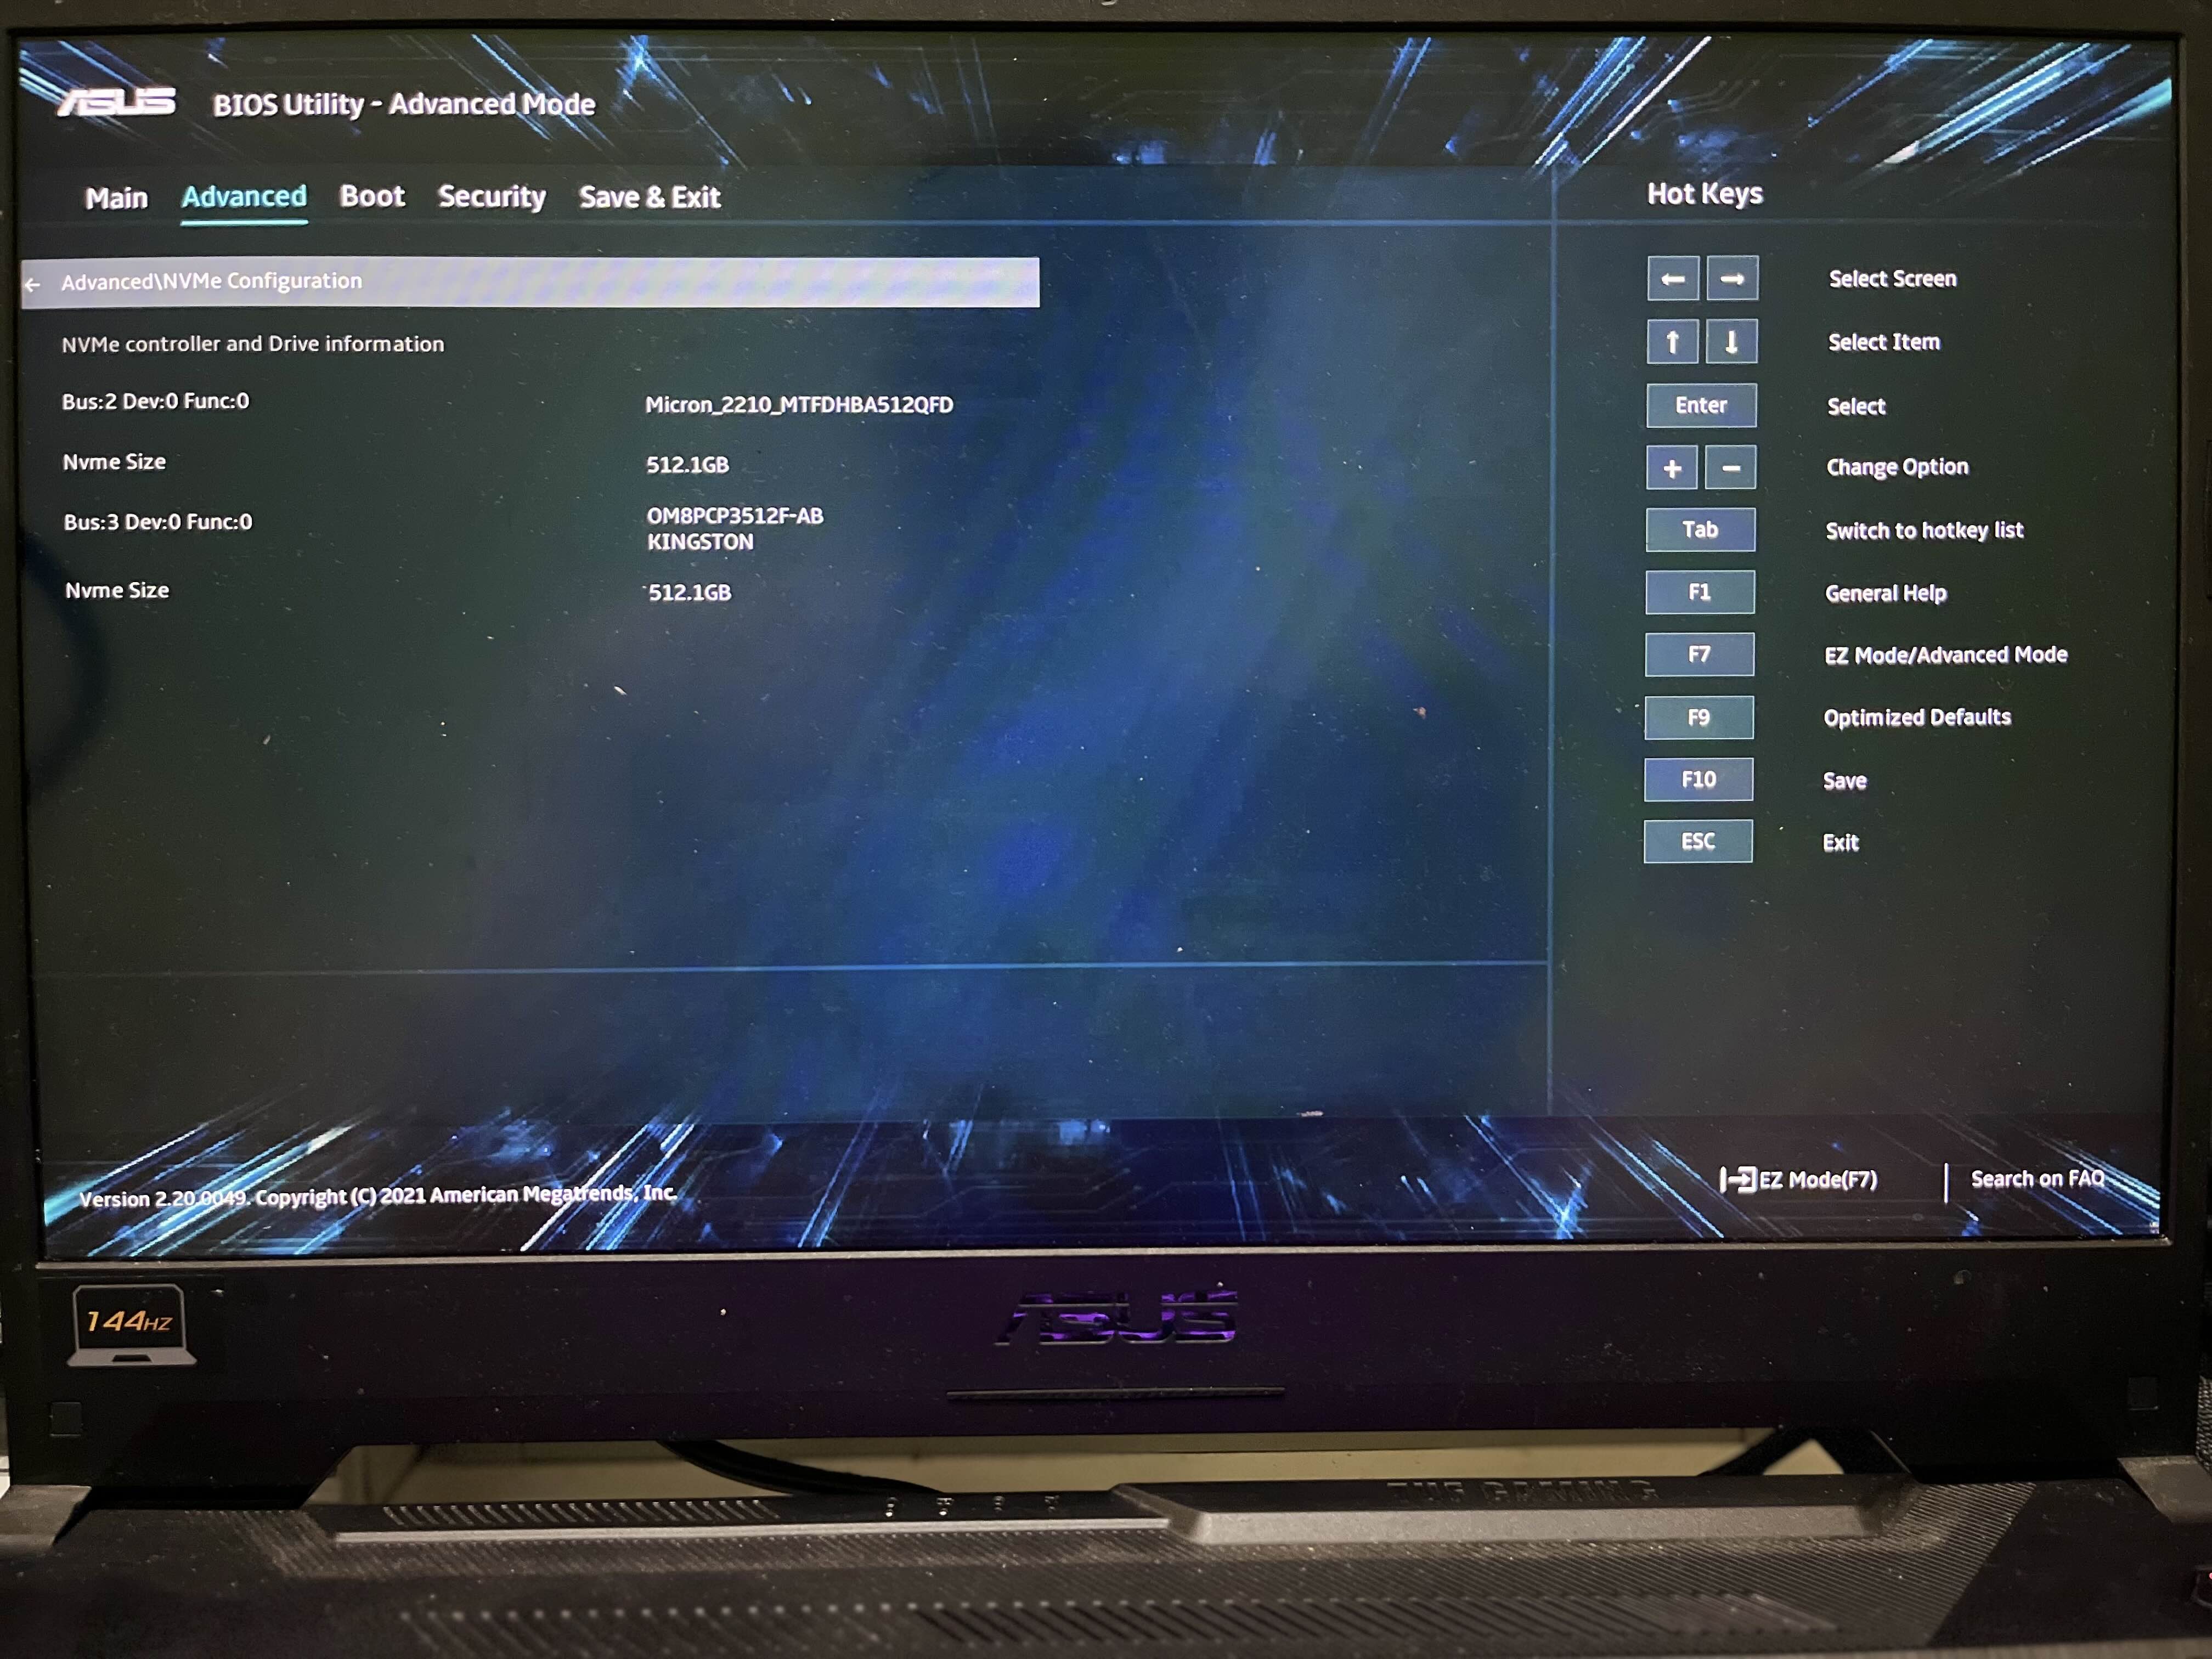 ASUS BIOS Utility - Advanced Mode
Main Advanced Boot Security Save & Exit
Hot Keys
← Advanced\NVMe Configuration
NVMe controller and Drive information
Bus:2 Dev:0 Func:0 Micron_2210_MTFDHBA512QFD
Nvme Size 512.1GB
Bus:3 Dev:0 Func:0 OM8PCP3512F-AB
KINGSTON
Nvme Size 512.1GB
← → Select Screen
↑ ↓ Select Item
Enter Select
+ - Change Option
Tab Switch to hotkey list
F1 General Help
F7 EZ Mode/Advanced Mode
F9 Optimized Defaults
F10 Save
ESC Exit
EZ Mode(F7) | Search on FAQ
Version 2.20.0049. Copyright (C) 2021 American Megatrends, Inc.
144HZ
ASUS
TUF GAMING